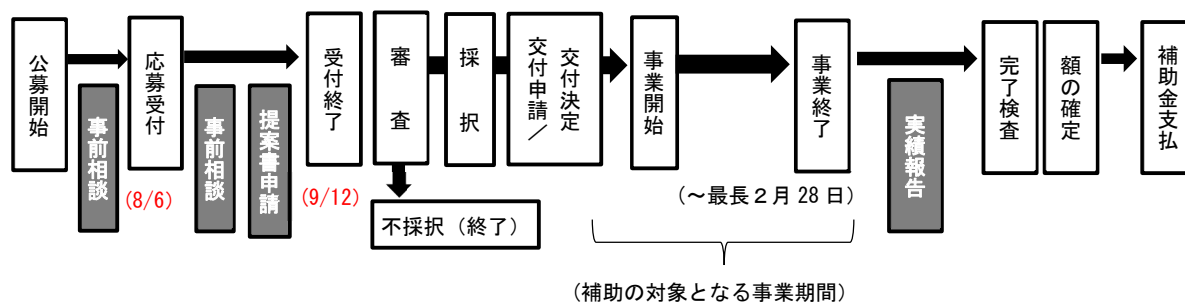 公募開始
事前相談
応募受付
(8/6)
事前相談
提案書申請
受付終了
(9/12)
審査
不採択(終了)
採択
交付申請/
交付決定
事業開始
事業終了
(~最長2月28日)
(補助の対象となる事業期間)
実績報告
完了検査
額の確定
補助金支払